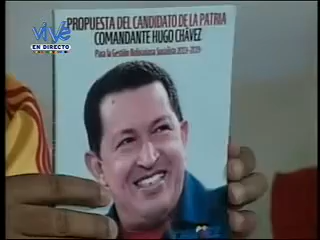 ViVe
EN DIRECTO
PROPUESTA DEL CANDIDATO DE LA PATRIA
COMANDANTE HUGO CHÁVEZ
Para la Gestión Bolivariana Socialista 2013-2019